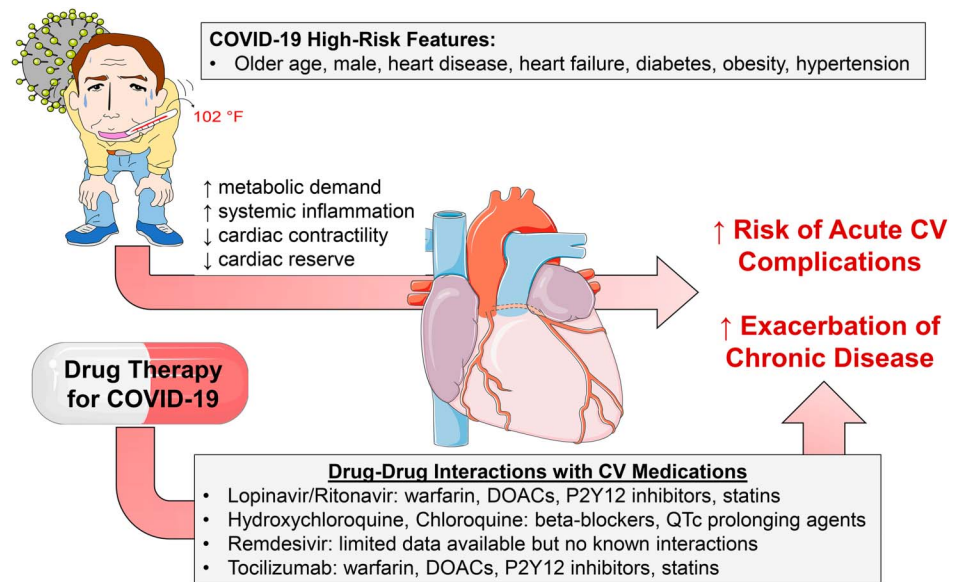 COVID-19 High-Risk Features:
• Older age, male, heart disease, heart failure, diabetes, obesity, hypertension
102 °F
↑ metabolic demand
↑ systemic inflammation
↓ cardiac contractility
↓ cardiac reserve
↑ Risk of Acute CV
Complications
↑ Exacerbation of
Chronic Disease
Drug Therapy
for COVID-19
Drug-Drug Interactions with CV Medications
• Lopinavir/Ritonavir: warfarin, DOACs, P2Y12 inhibitors, statins
• Hydroxychloroquine, Chloroquine: beta-blockers, QTc prolonging agents
• Remdesivir: limited data available but no known interactions
• Tocilizumab: warfarin, DOACs, P2Y12 inhibitors, statins